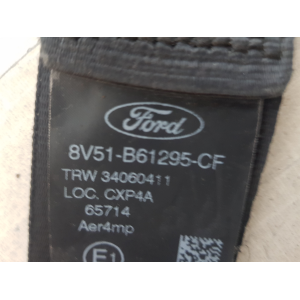 Ford
8V51-B61295-CF
TRW 34060411
LOC. CXP4A
65714
Aer4mp
E1